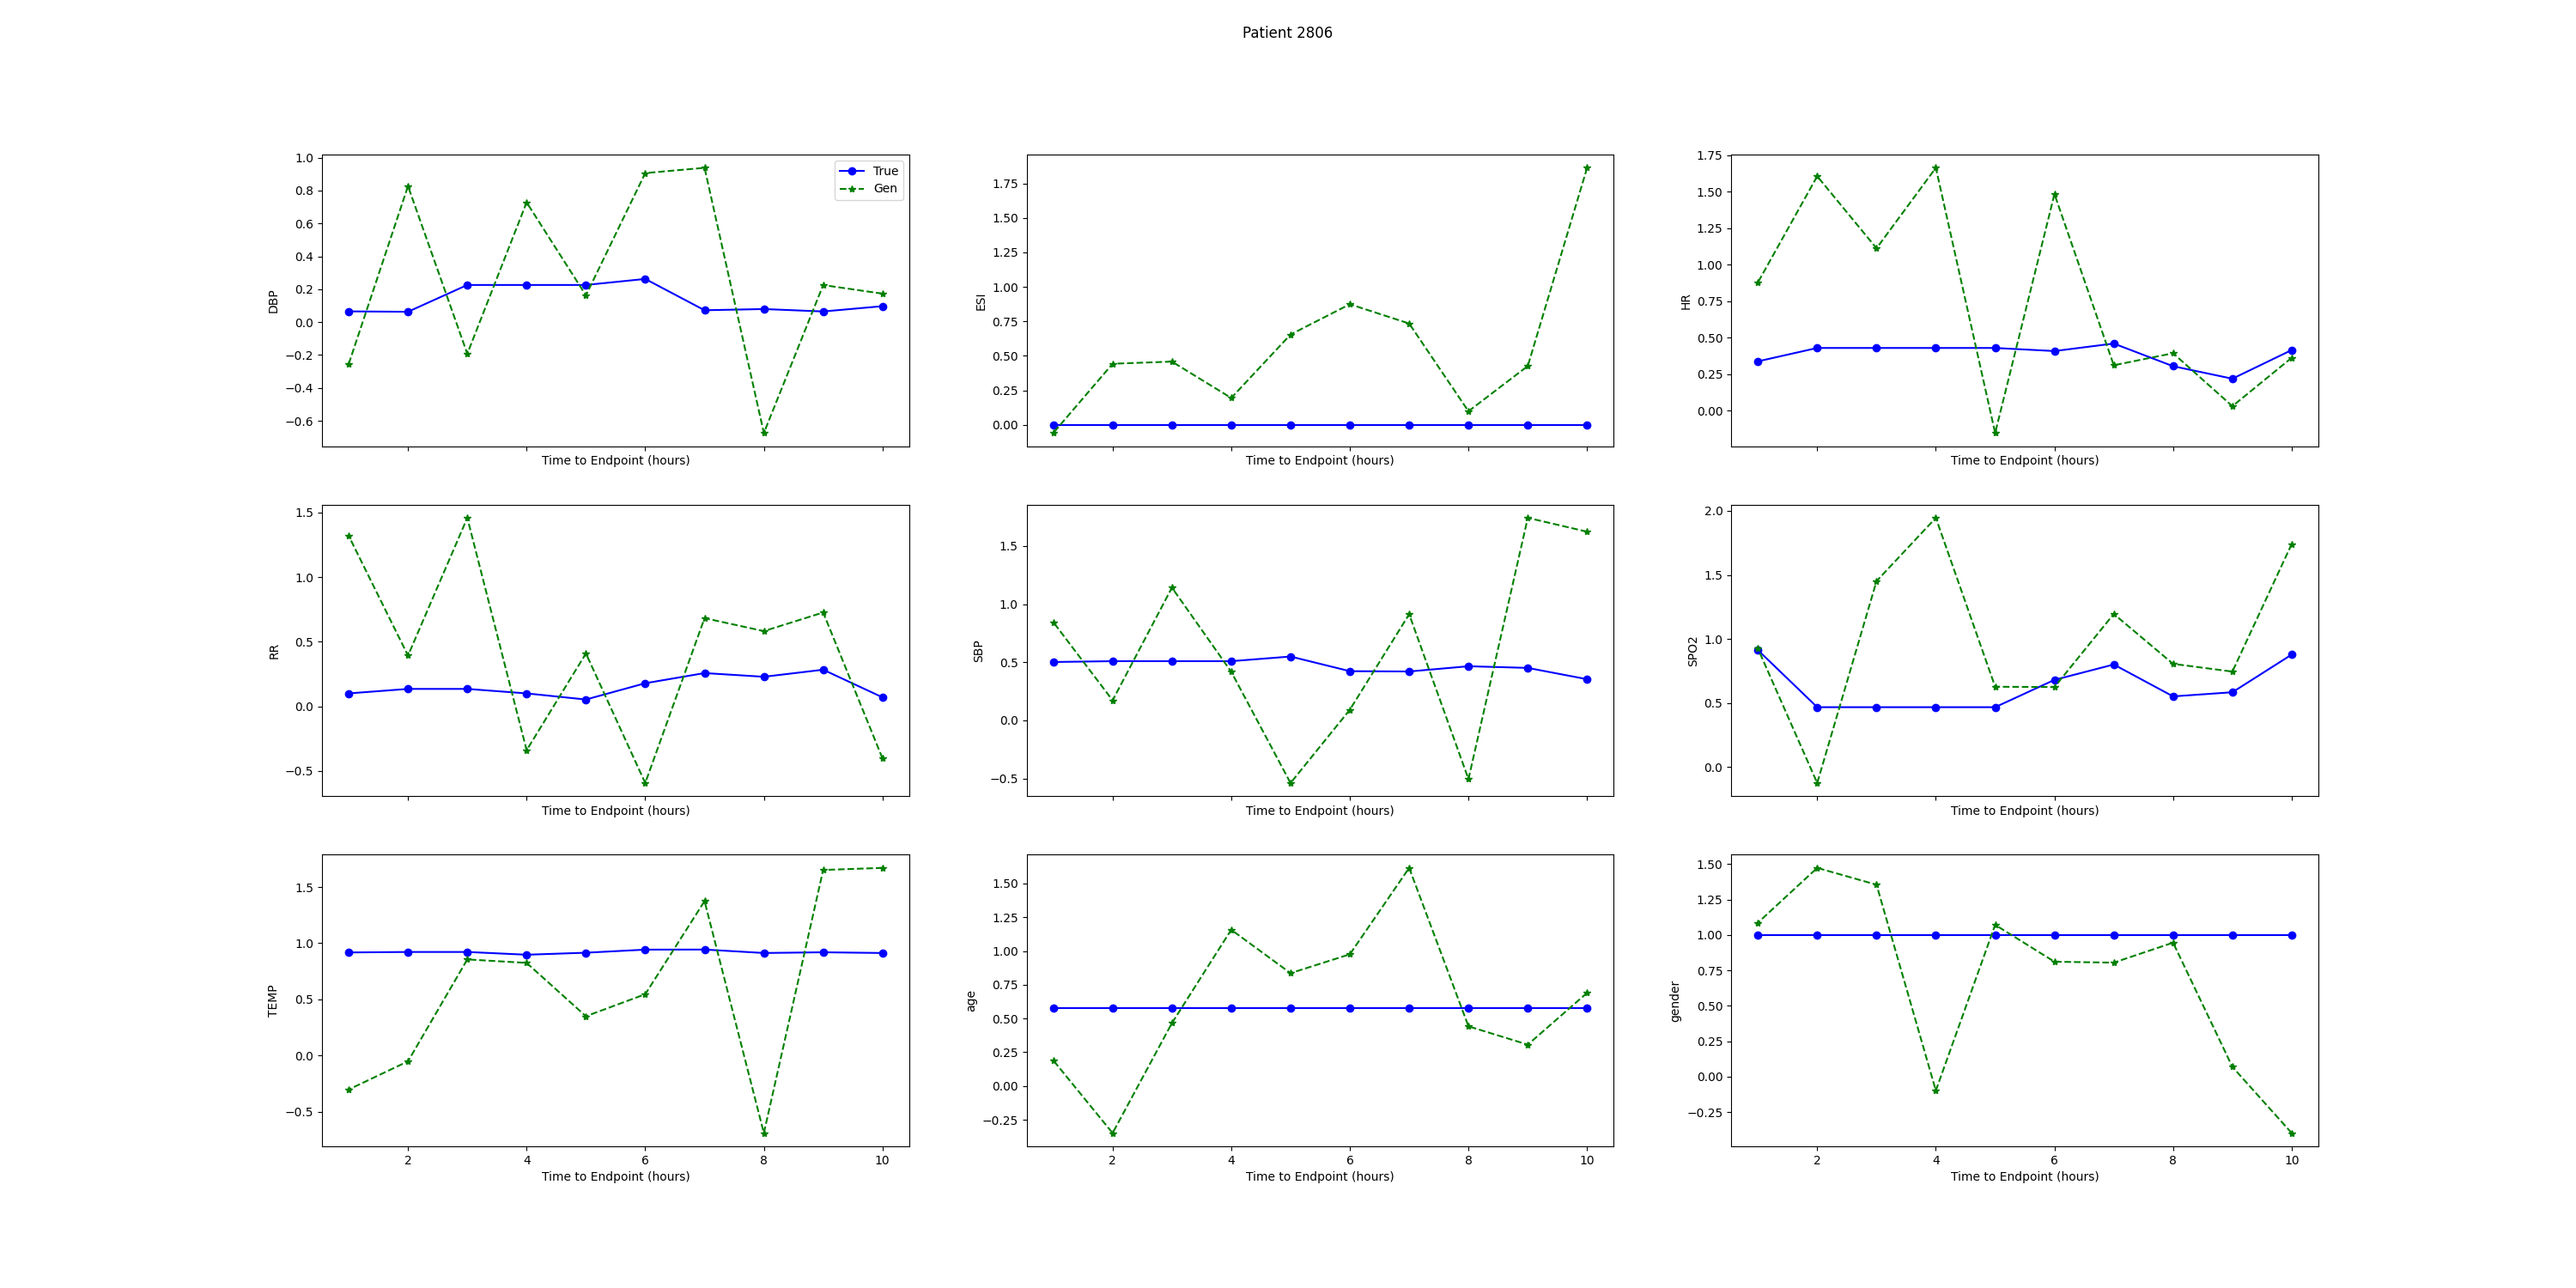 Patient 2806
1.0
0.8
0.6
0.4
0.2
0.0
−0.2
−0.4
−0.6
DBP
True
Gen
Time to Endpoint (hours)
1.75
1.50
1.25
1.00
0.75
0.50
0.25
0.00
ESI
Time to Endpoint (hours)
1.75
1.50
1.25
1.00
0.75
0.50
0.25
0.00
HR
Time to Endpoint (hours)
1.5
1.0
0.5
0.0
−0.5
RR
Time to Endpoint (hours)
1.5
1.0
0.5
0.0
−0.5
SBP
Time to Endpoint (hours)
2.0
1.5
1.0
0.5
0.0
SPO2
Time to Endpoint (hours)
1.5
1.0
0.5
0.0
−0.5
TEMP
2 4 6 8 10
Time to Endpoint (hours)
1.50
1.25
1.00
0.75
0.50
0.25
0.00
−0.25
age
2 4 6 8 10
Time to Endpoint (hours)
1.50
1.25
1.00
0.75
0.50
0.25
0.00
−0.25
gender
2 4 6 8 10
Time to Endpoint (hours)